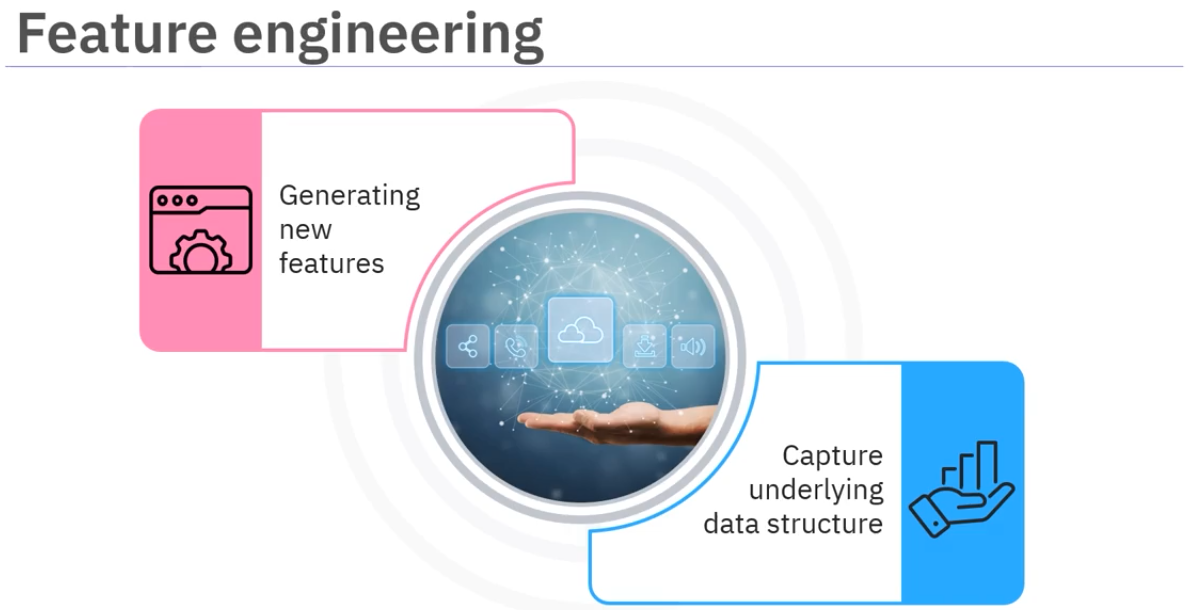 Feature engineering
Generating
new
features
Capture
underlying
data structure